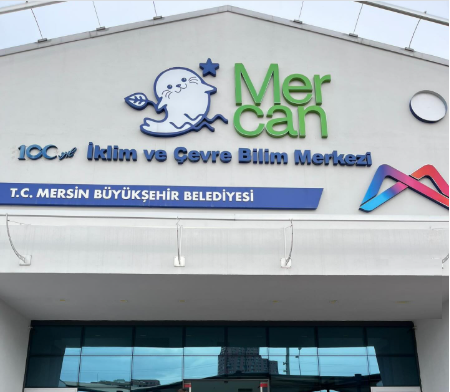 Mer
can
100. yıl İklim ve Çevre Bilim Merkezi
T.C. MERSİN BÜYÜKŞEHİR BELEDİYESİ